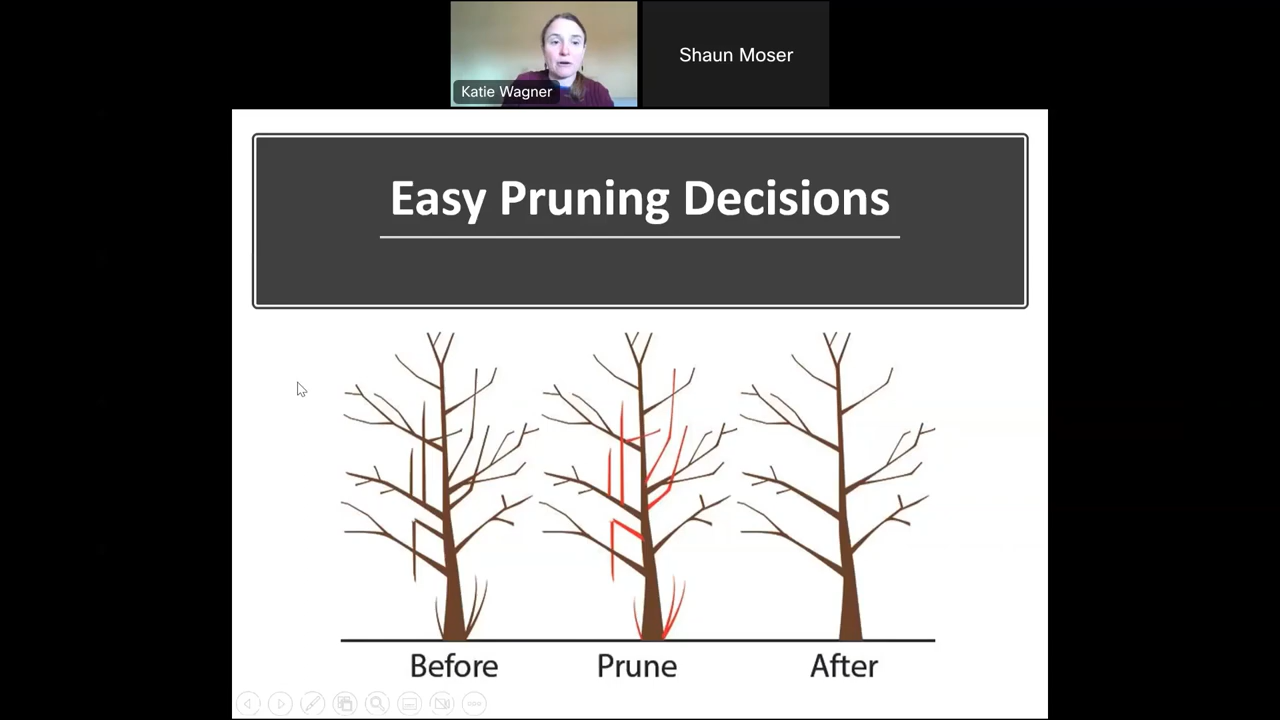 Katie Wagner
Shaun Moser
Easy Pruning Decisions
Before
Prune
After